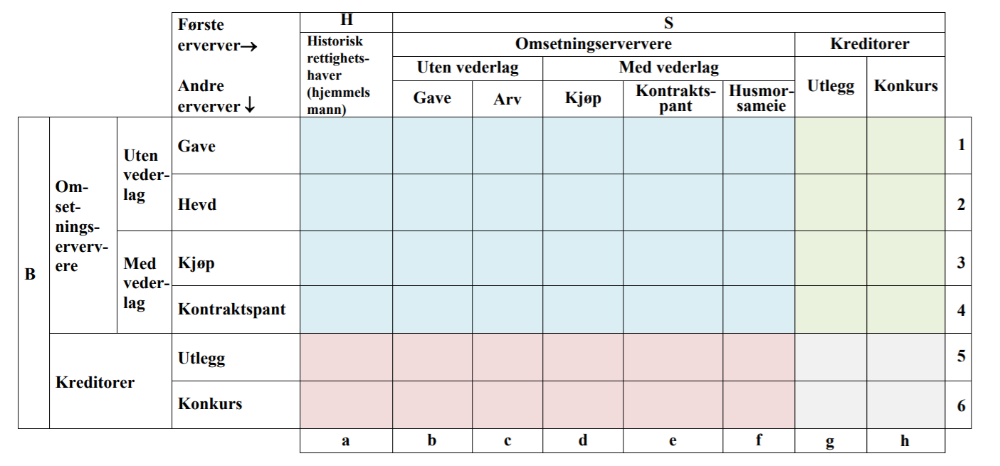 Første
erverver→
Andre
erverver ↓
H
S
Historisk
rettighets-
haver
(hjemmels
mann)
Omsetningserververe
Kreditorer
Uten vederlag
Med vederlag
Utlegg
Konkurs
Gave
Arv
Kjøp
Kontrakts-
pant
Husmor-
sameie
B
Om-
set-
nings-
ererv-
ere
Uten
veder-
lag
Gave
1
Hevd
2
Med
veder-
lag
Kjøp
3
Kontraktspant
4
Kreditorer
Utlegg
5
Konkurs
6
a
b
c
d
e
f
g
h